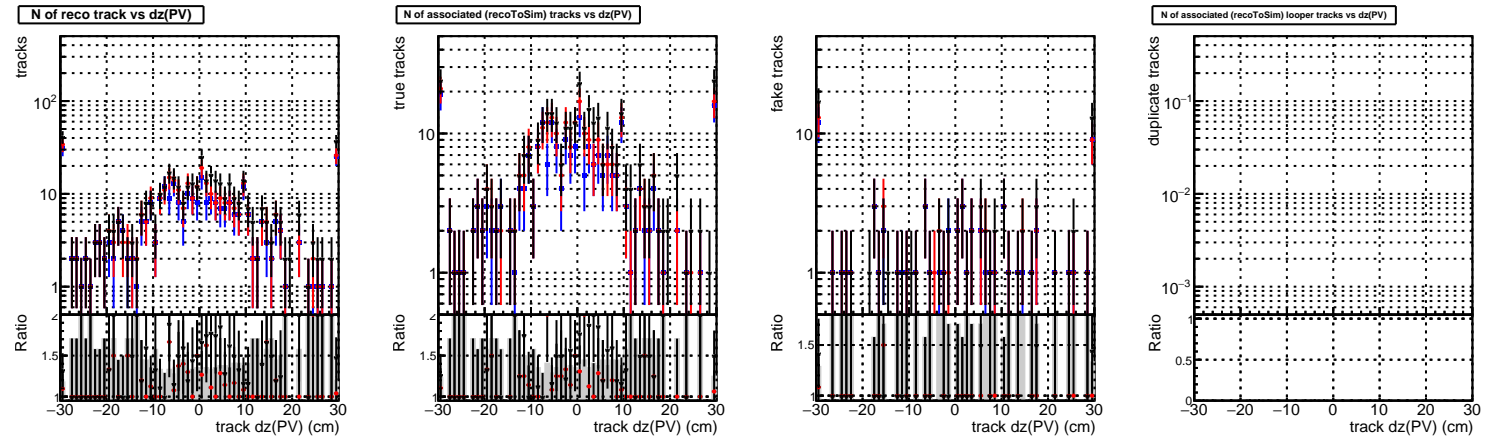 N of reco track vs dz(PV)
tracks
10²
10
1
Ratio
2
1.5
1
−30 −20 −10 0 10 20 30
track dz(PV) (cm)
N of associated (recoToSim) tracks vs dz(PV)
true tracks
10
1
Ratio
2
1.5
1
−30 −20 −10 0 10 20 30
track dz(PV) (cm)
fake tracks
10
1
Ratio
2
1.5
1
−30 −20 −10 0 10 20 30
track dz(PV) (cm)
N of associated (recoToSim) looper tracks vs dz(PV)
duplicate tracks
10⁻¹
10⁻²
10⁻³
Ratio
1
0.5
0
−30 −20 −10 0 10 20 30
track dz(PV) (cm)